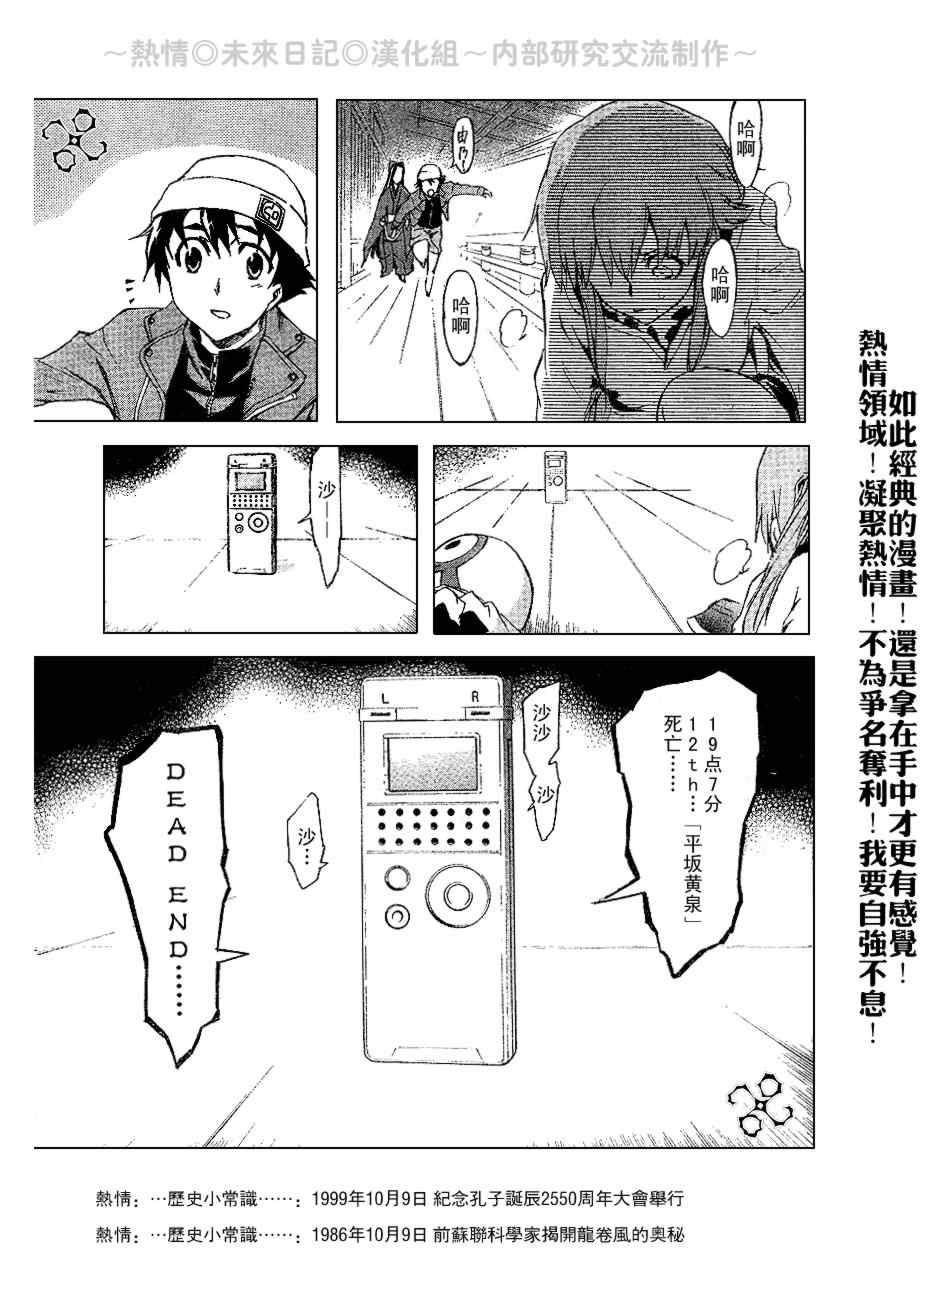 ～熱情◎未來日記◎漢化組～内部研究交流制作～
哈啊
由乃！
哈啊
哈啊
沙——
19点7分
12th…「平坂黄泉」
死亡……
沙沙
沙
沙…
DEAD END……
L
R
如此經典的漫畫！還是拿在手中才更有感覺！
熱情領域！凝聚熱情！不為爭名奪利！我要自強不息！
熱情：…歷史小常識……：1999年10月9日 紀念孔子誕辰2550周年大會舉行
熱情：…歷史小常識……：1986年10月9日 前蘇聯科學家揭開龍卷風的奧秘